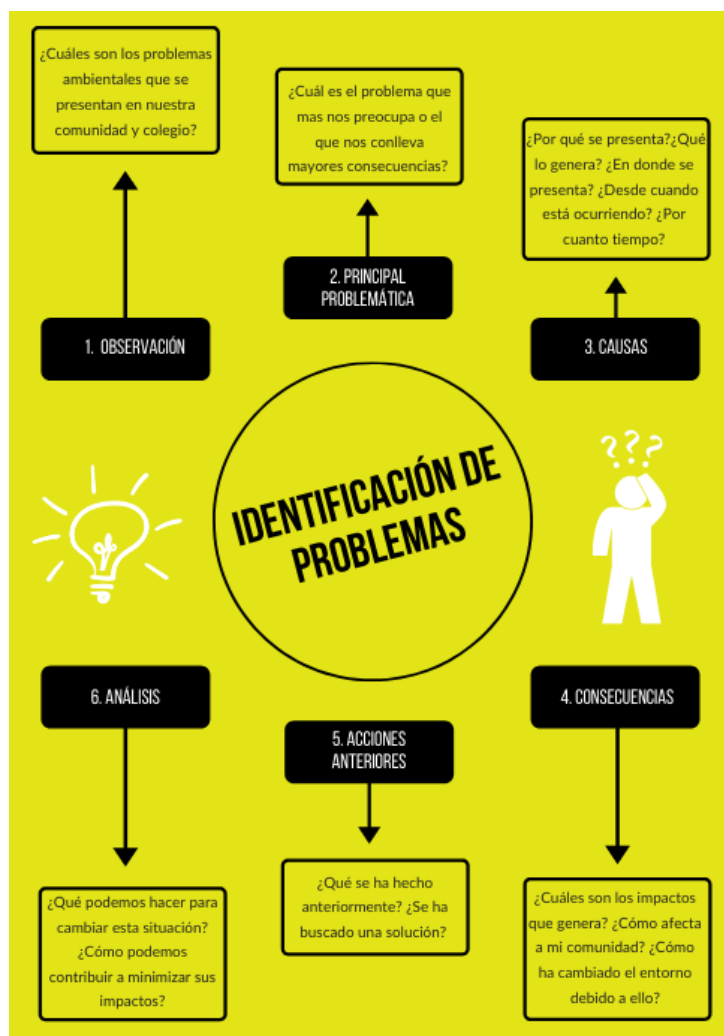 ¿Cuáles son los problemas
ambientales que se
presentan en nuestra
comunidad y colegio?
1. OBSERVACIÓN
¿Cuál es el problema que
mas nos preocupa o el
que nos conlleva
mayores consecuencias?
2. PRINCIPAL
PROBLEMÁTICA
¿Por qué se presenta?¿Qué
lo genera? ¿En donde se
presenta? ¿Desde cuando
está ocurriendo? ¿Por
cuanto tiempo?
3. CAUSAS
???
IDENTIFICACIÓN DE
PROBLEMAS
4. CONSECUENCIAS
¿Cuáles son los impactos
que genera? ¿Cómo afecta
a mi comunidad? ¿Cómo
ha cambiado el entorno
debido a ello?
5. ACCIONES
ANTERIORES
¿Qué se ha hecho
anteriormente? ¿Se ha
buscado una solución?
6. ANÁLISIS
¿Qué podemos hacer para
cambiar esta situación?
¿Cómo podemos
contribuir a minimizar sus
impactos?